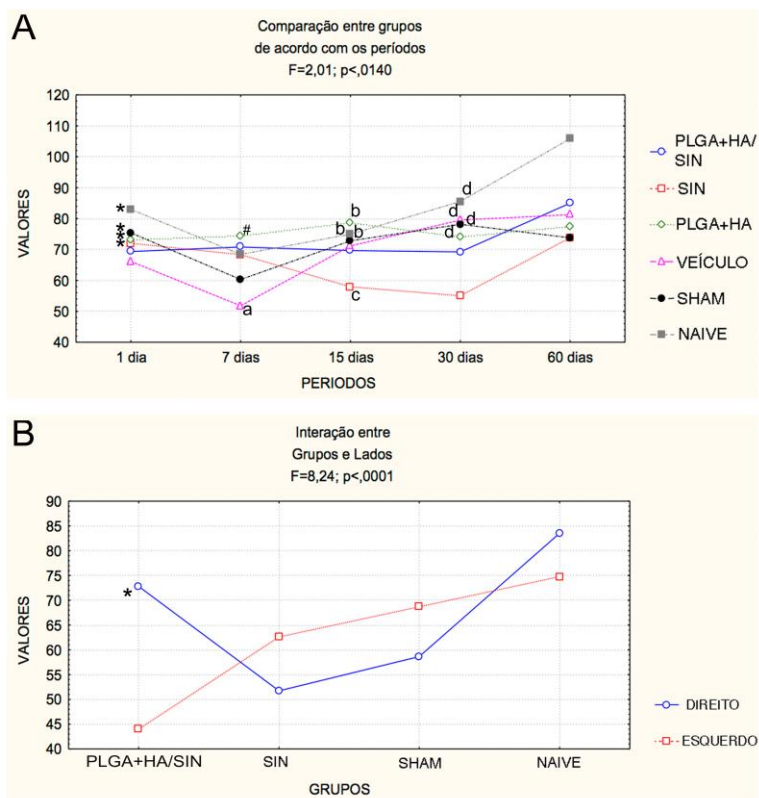 A
Comparação entre grupos
de acordo com os períodos
F=2,01; p<,0140
VALORES
120
110
100
90
80
70
60
50
40
*
*
*
*
#
a
b
b
b
c
d
d
d
d
1 dia
7 dias
15 dias
30 dias
60 dias
PERIODOS
PLGA+HA/
SIN
SIN
PLGA+HA
VEÍCULO
SHAM
NAIVE
B
Interação entre
Grupos e Lados
F=8,24; p<,0001
VALORES
90
85
80
75
70
65
60
55
50
45
40
*
PLGA+HA/SIN
SIN
SHAM
NAIVE
GRUPOS
DIREITO
ESQUERDO